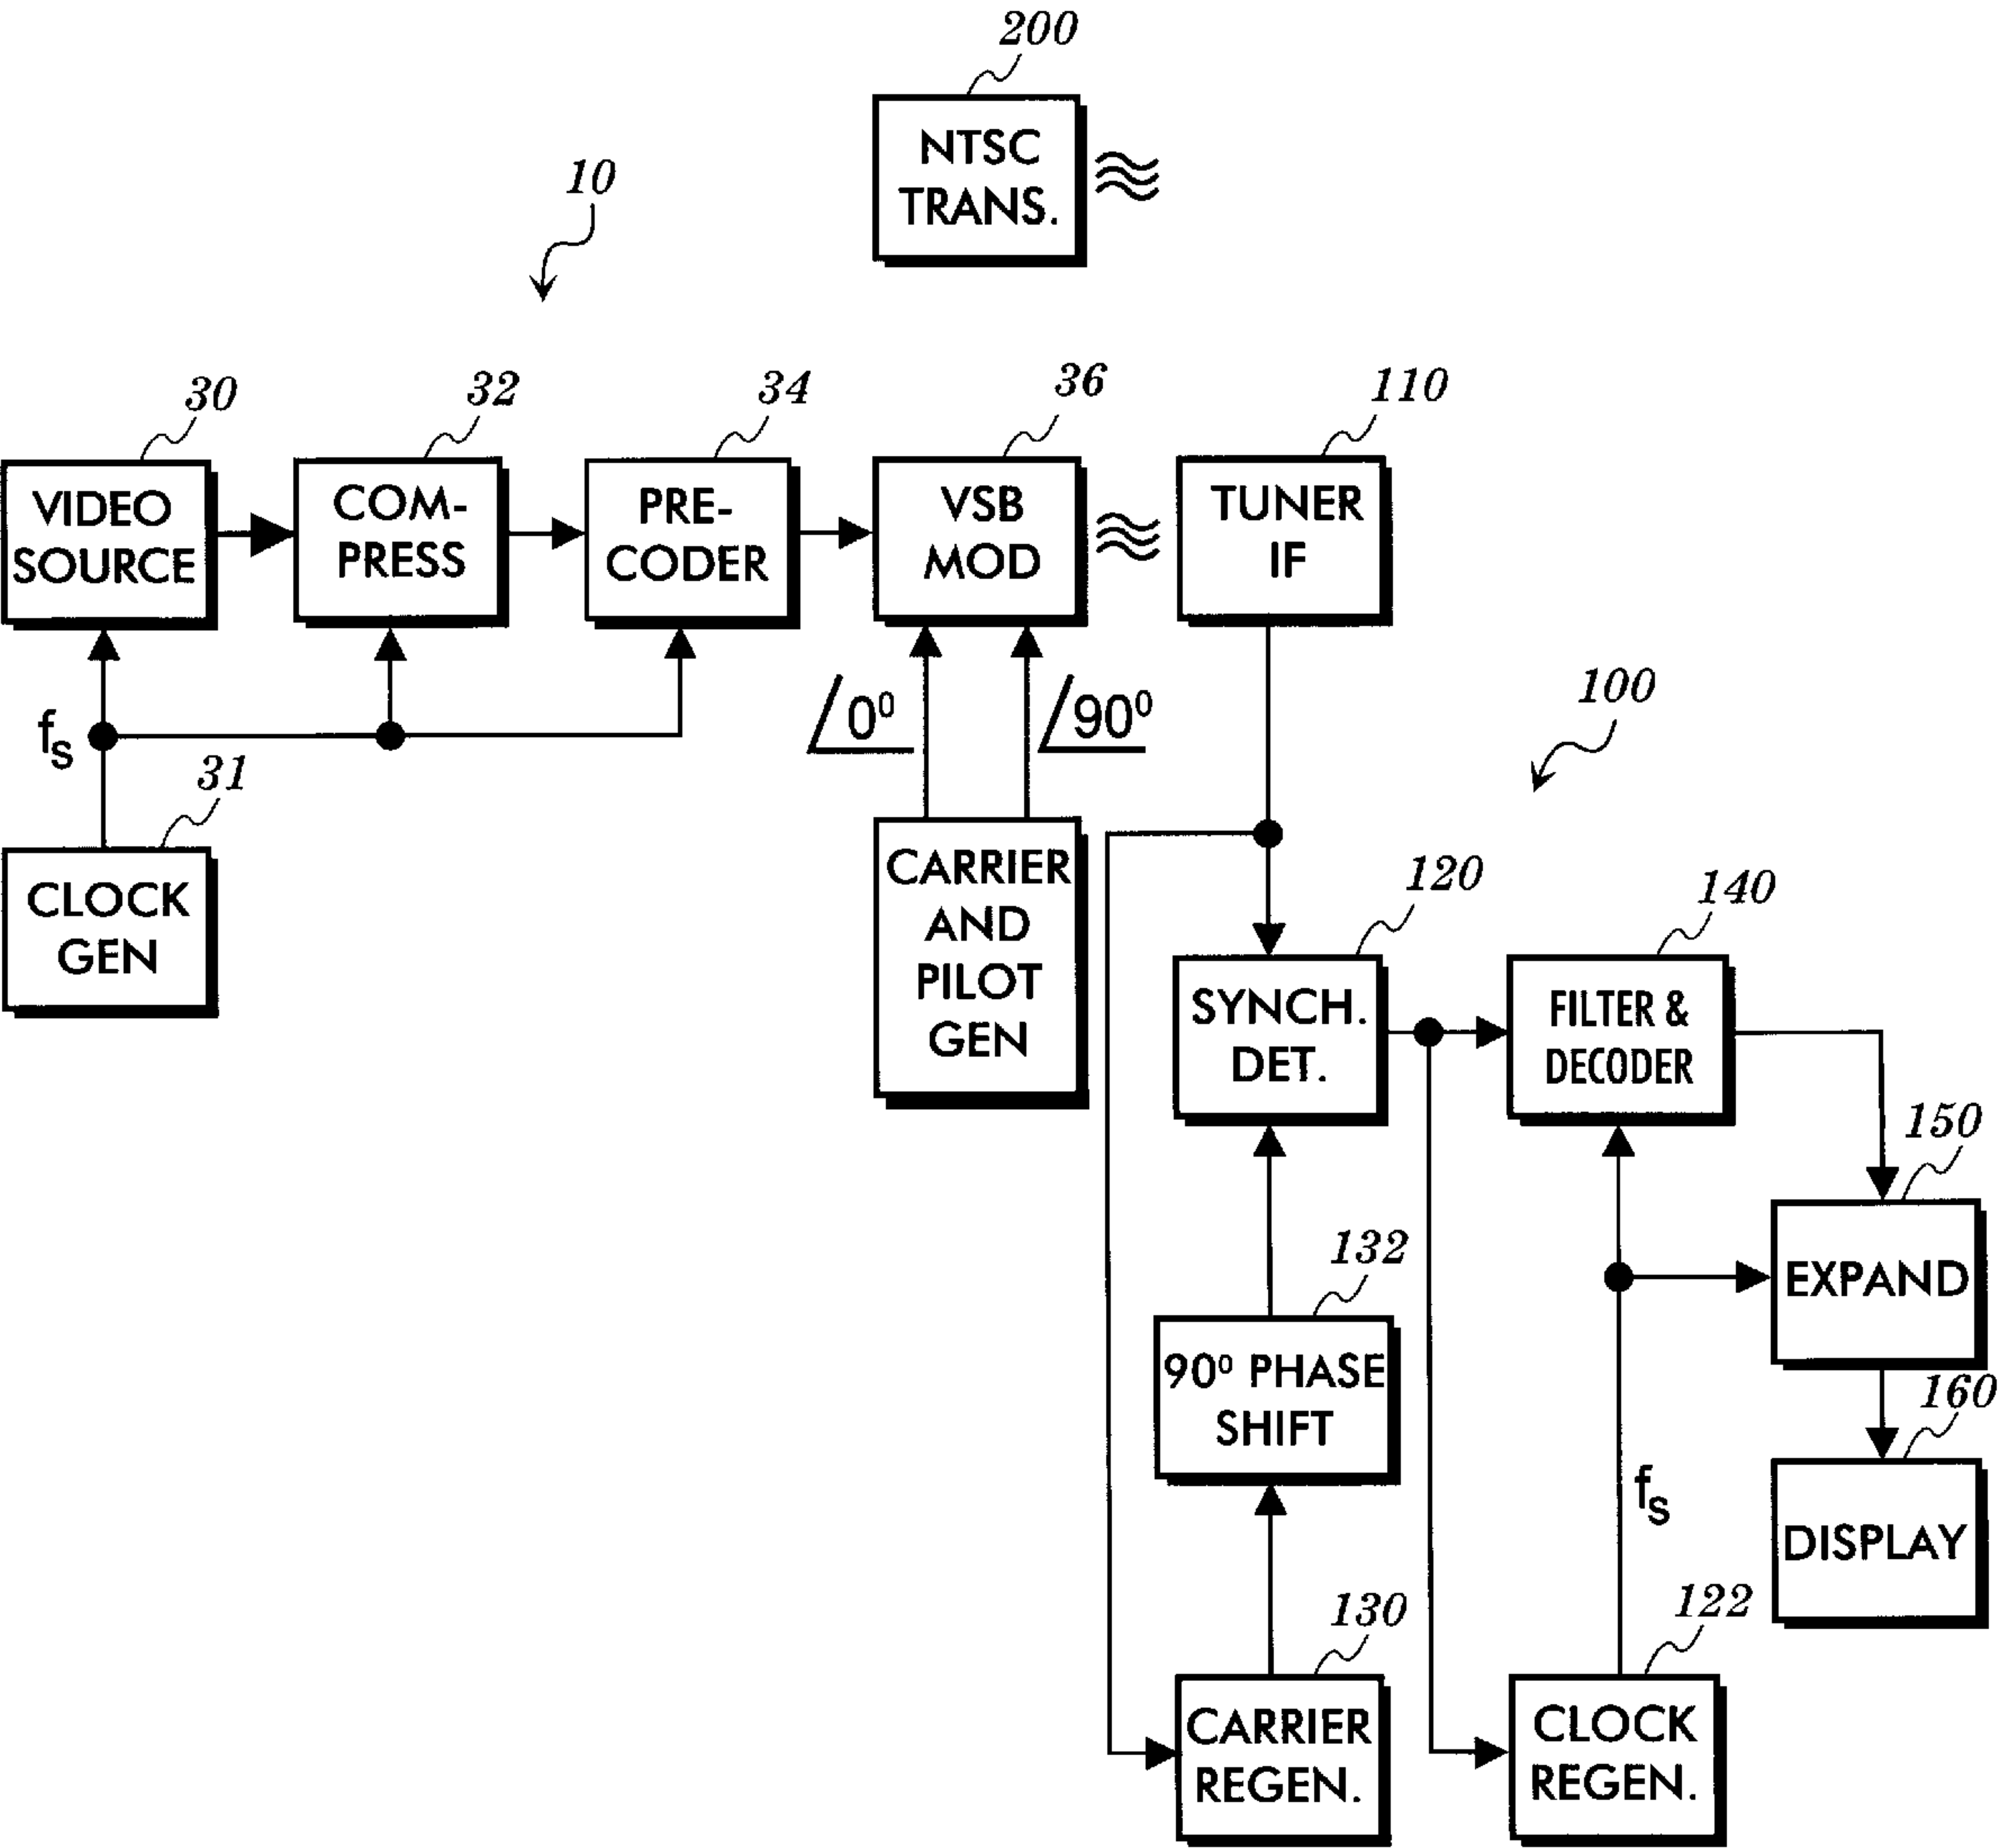 200
NTSC
TRANS.
10
30
32
34
36
110
VIDEO
SOURCE
COM-
PRESS
PRE-
CODER
VSB
MOD
TUNER
IF
fs
0⁰
90⁰
100
31
CLOCK
GEN
CARRIER
AND
PILOT
GEN
120
140
SYNCH.
DET.
FILTER &
DECODER
150
EXPAND
132
90⁰ PHASE
SHIFT
160
DISPLAY
fs
130
122
CARRIER
REGEN.
CLOCK
REGEN.